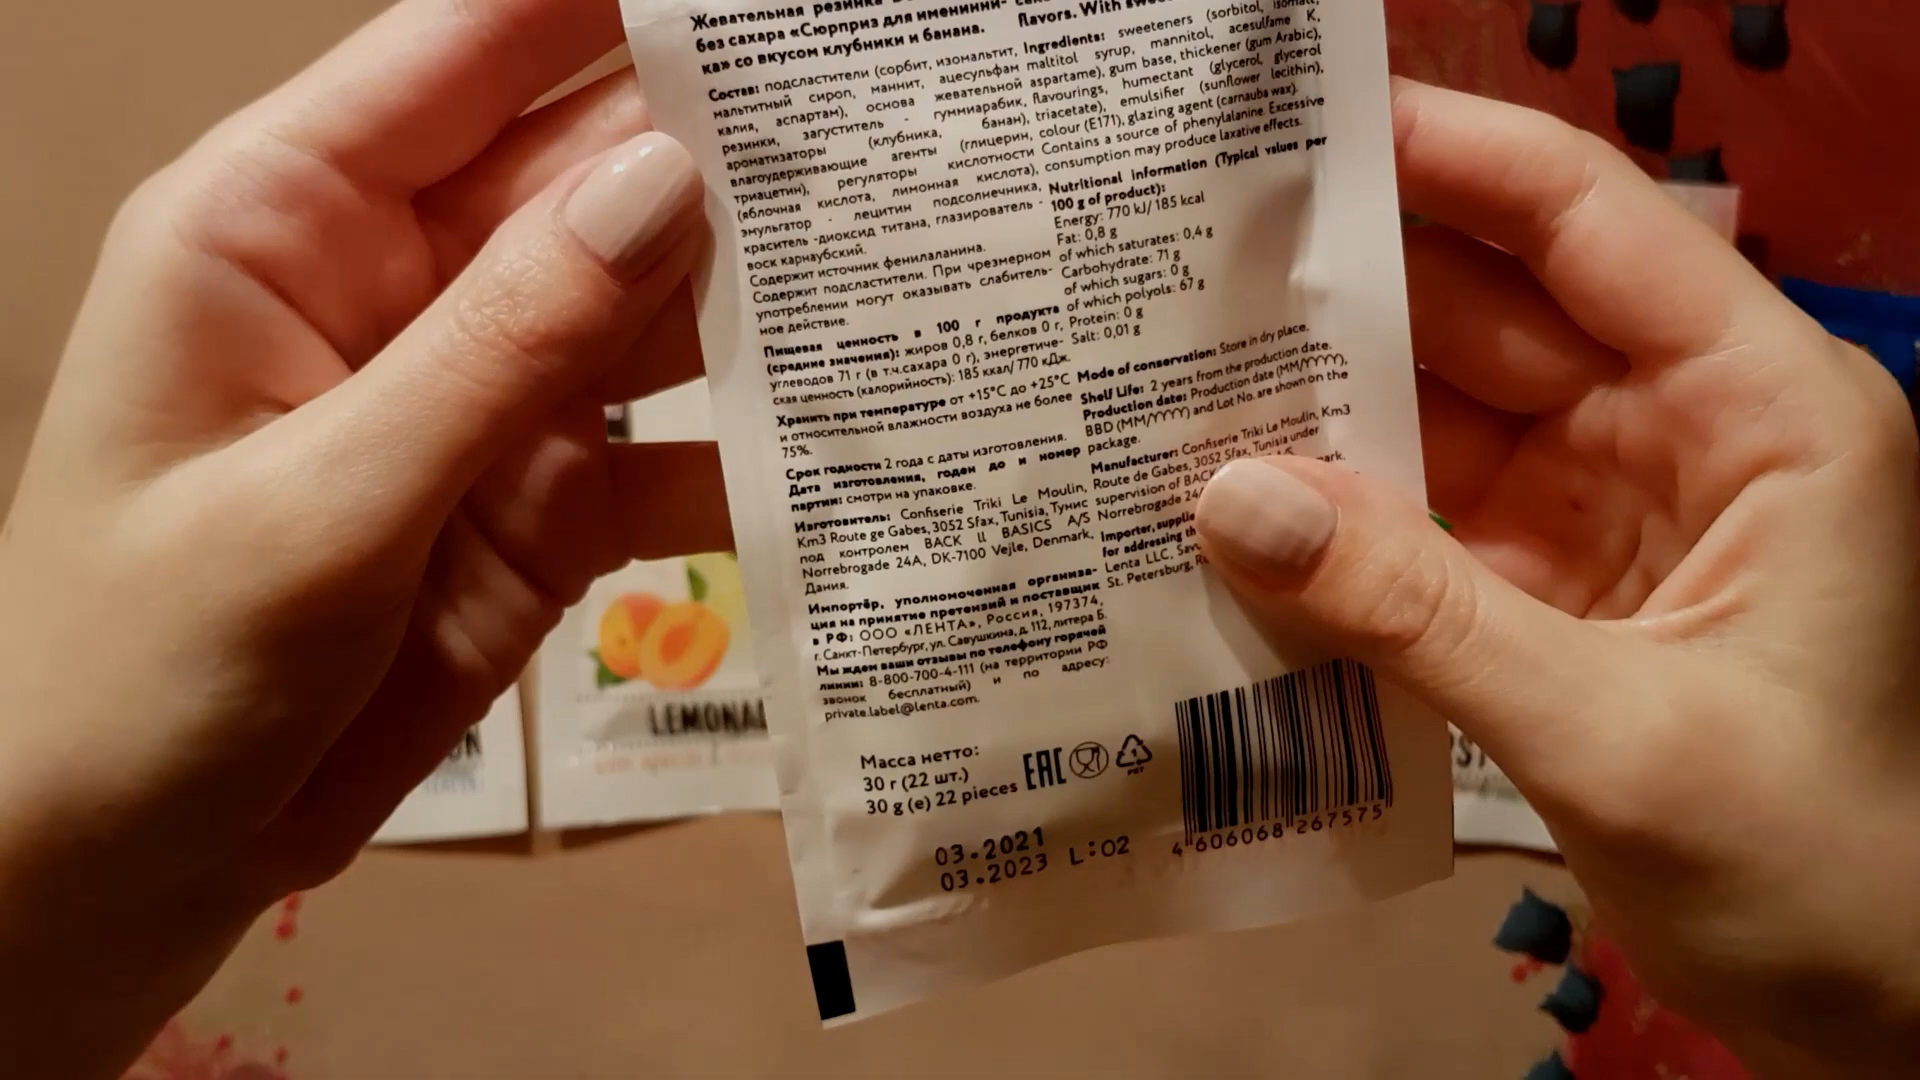 Жевательная резинка
без сахара «Сюрприз для именинни-
ка» со вкусом клубники и банана.
Состав: подсластители (сорбит, изомальтит,
мальтитный сироп, маннит, ацесульфам
калия, аспартам), основа жевательной
резинки, загуститель - гуммиарабик,
ароматизаторы (клубника, банан),
влагоудерживающие агенты (глицерин,
триацетин), регуляторы кислотности
(яблочная кислота, лимонная кислота),
эмульгатор - лецитин подсолнечника,
краситель -диоксид титана, глазирователь -
воск карнаубский.
Содержит источник фенилаланина.
Содержит подсластители. При чрезмерном
употреблении могут оказывать слабитель-
ное действие.
Пищевая ценность в 100 г продукта
(средние значения): жиров 0,8 г, белков 0 г,
углеводов 71 г (в т.ч.сахара 0 г), энергетиче-
ская ценность (калорийность): 185 ккал/ 770 кДж.
Хранить при температуре от +15°C до +25°C
и относительной влажности воздуха не более
75%.
Срок годности 2 года с даты изготовления.
Дата изготовления, годен до и номер
партии: смотри на упаковке.
Изготовитель: Confiserie Triki Le Moulin,
Km3 Route ge Gabes, 3052 Sfax, Tunisia, Тунис
под контролем BACK II BASICS A/S
Norrebrogade 24A, DK-7100 Vejle, Denmark,
Дания.
Импортёр, уполномоченная организа-
ция на принятие претензий и поставщик
в РФ: ООО «ЛЕНТА», Россия, 197374,
г. Санкт-Петербург, ул. Савушкина, д. 112, литера Б.
Мы ждем ваши отзывы по телефону горячей
линии: 8-800-700-4-111 (на территории РФ
звонок бесплатный) и по адресу:
private.label@lenta.com.
flavors. With
Ingredients: sweeteners (sorbitol, isomalt,
maltitol syrup, mannitol, acesulfame K,
aspartame), gum base, thickener (gum Arabic),
flavourings, humectant (glycerol, glycerol
triacetate), emulsifier (sunflower lecithin),
colour (E171), glazing agent (carnauba wax).
Contains a source of phenylalanine. Excessive
consumption may produce laxative effects.
Nutritional Information (Typical values per
100 g of product):
Energy: 770 kJ/ 185 kcal
Fat: 0,8 g
of which saturates: 0,4 g
Carbohydrate: 71 g
of which sugars: 0 g
of which polyols: 67 g
Protein: 0 g
Salt: 0,01 g
Mode of conservation: Store in dry place.
Shelf Life: 2 years from the production date.
Production date: Production date (MM/YYYY),
BBD (MM/YYYY) and Lot No. are shown on the
package.
Manufacturer: Confiserie Triki Le Moulin, Km3
Route de Gabes, 3052 Sfax, Tunisia under
supervision of BACK
Norrebrogade
Importer,
for addressing
Lenta LLC,
St. Petersburg,
Масса нетто:
30 г (22 шт.)
30 g (e) 22 pieces
EAC
1
PET
03.2021
03.2023 L:02
4 606068 267575
LEMONA